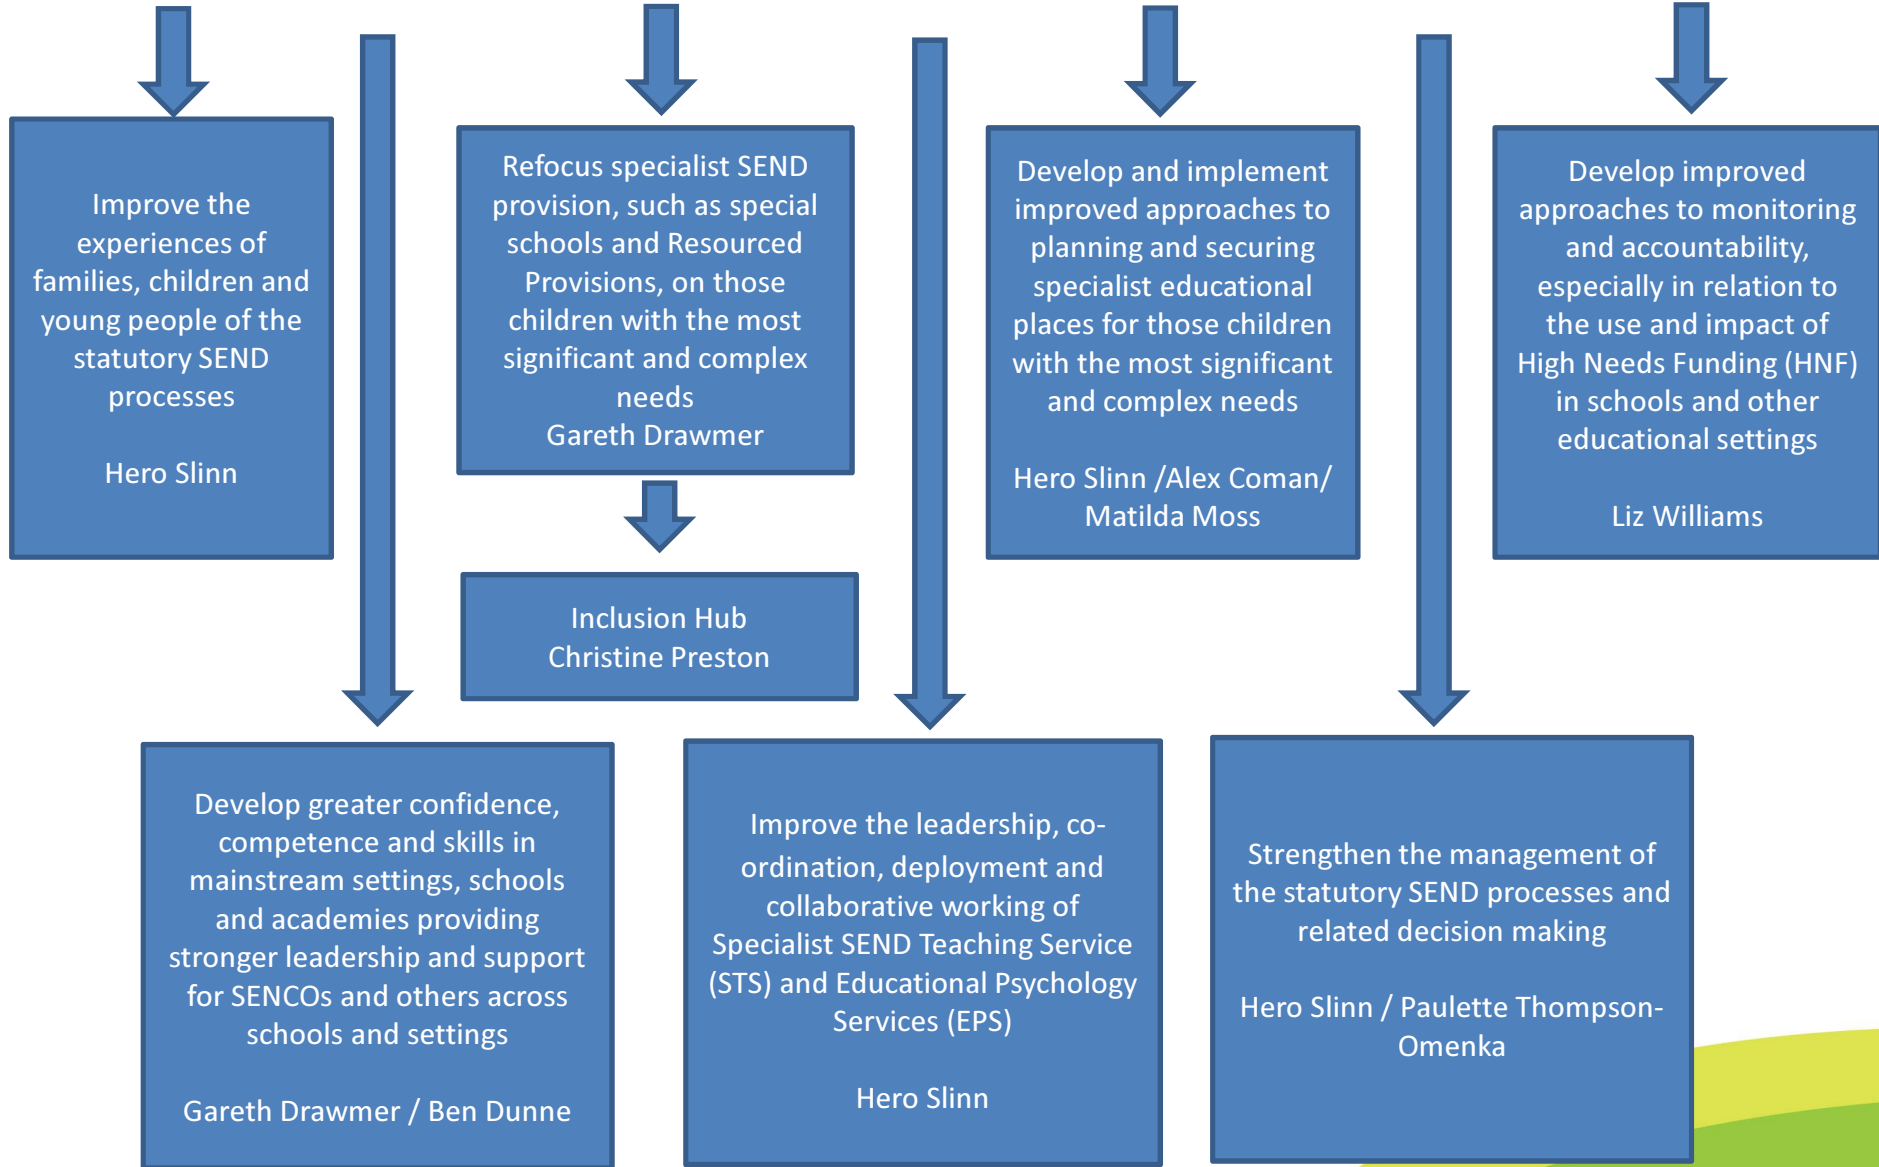 Improve the
experiences of
families, children and
young people of the
statutory SEND
processes
Hero Slinn
Refocus specialist SEND
provision, such as special
schools and Resourced
Provisions, on those
children with the most
significant and complex
needs
Gareth Drawmer
Develop and implement
improved approaches to
planning and securing
specialist educational
places for those children
with the most significant
and complex needs
Hero Slinn /Alex Coman/
Matilda Moss
Develop improved
approaches to monitoring
and accountability,
especially in relation to
the use and impact of
High Needs Funding (HNF)
in schools and other
educational settings
Liz Williams
Inclusion Hub
Christine Preston
Develop greater confidence,
competence and skills in
mainstream settings, schools
and academies providing
stronger leadership and support
for SENCOs and others across
schools and settings
Gareth Drawmer / Ben Dunne
Improve the leadership, co-
ordination, deployment and
collaborative working of
Specialist SEND Teaching Service
(STS) and Educational Psychology
Services (EPS)
Hero Slinn
Strengthen the management of
the statutory SEND processes and
related decision making
Hero Slinn / Paulette Thompson-
Omenka